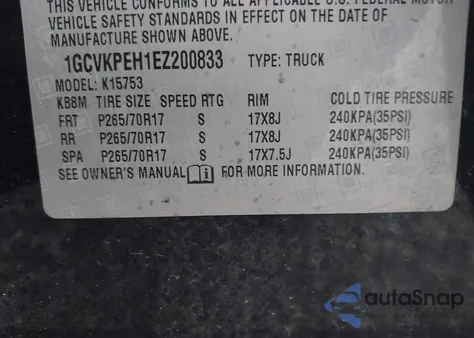 THIS VEHICLE CONFORMS TO ALL APPLICABLE U.S. FEDERAL MOTOR
VEHICLE SAFETY STANDARDS IN EFFECT ON THE DATE OF
MANUFACTURE SHOWN ABOVE.
1GCVKPEH1EZ200833 TYPE: TRUCK
MODEL: K15753
KB8M TIRE SIZE SPEED RTG RIM COLD TIRE PRESSURE
FRT P265/70R17 S 17X8J 240KPA(35PSI)
RR P265/70R17 S 17X8J 240KPA(35PSI)
SPA P265/70R17 S 17X7.5J 240KPA(35PSI)
SEE OWNER'S MANUAL FOR MORE INFORMATION.
autoSnap